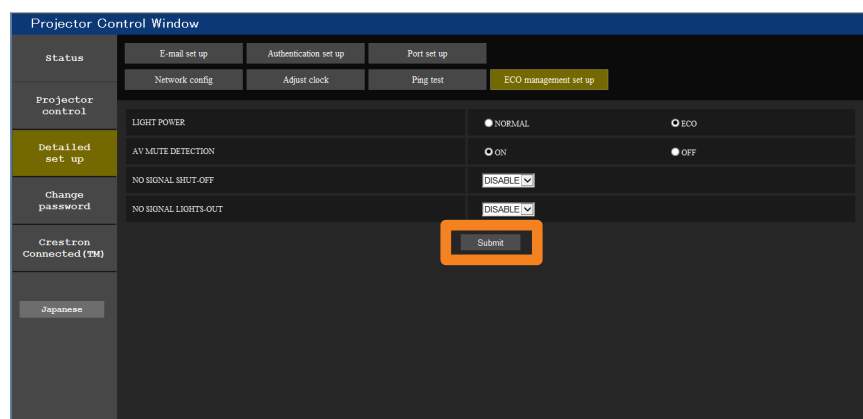 Projector Control Window
Status
E-mail set up
Authentication set up
Port set up
Network config
Adjust clock
Ping test
ECO management set up
Projector
control
Detailed
set up
Change
password
Crestron
Connected(TM)
Japanese
LIGHT POWER
NORMAL
ECO
AV MUTE DETECTION
ON
OFF
NO SIGNAL SHUT-OFF
DISABLE
NO SIGNAL LIGHTS-OUT
DISABLE
Submit